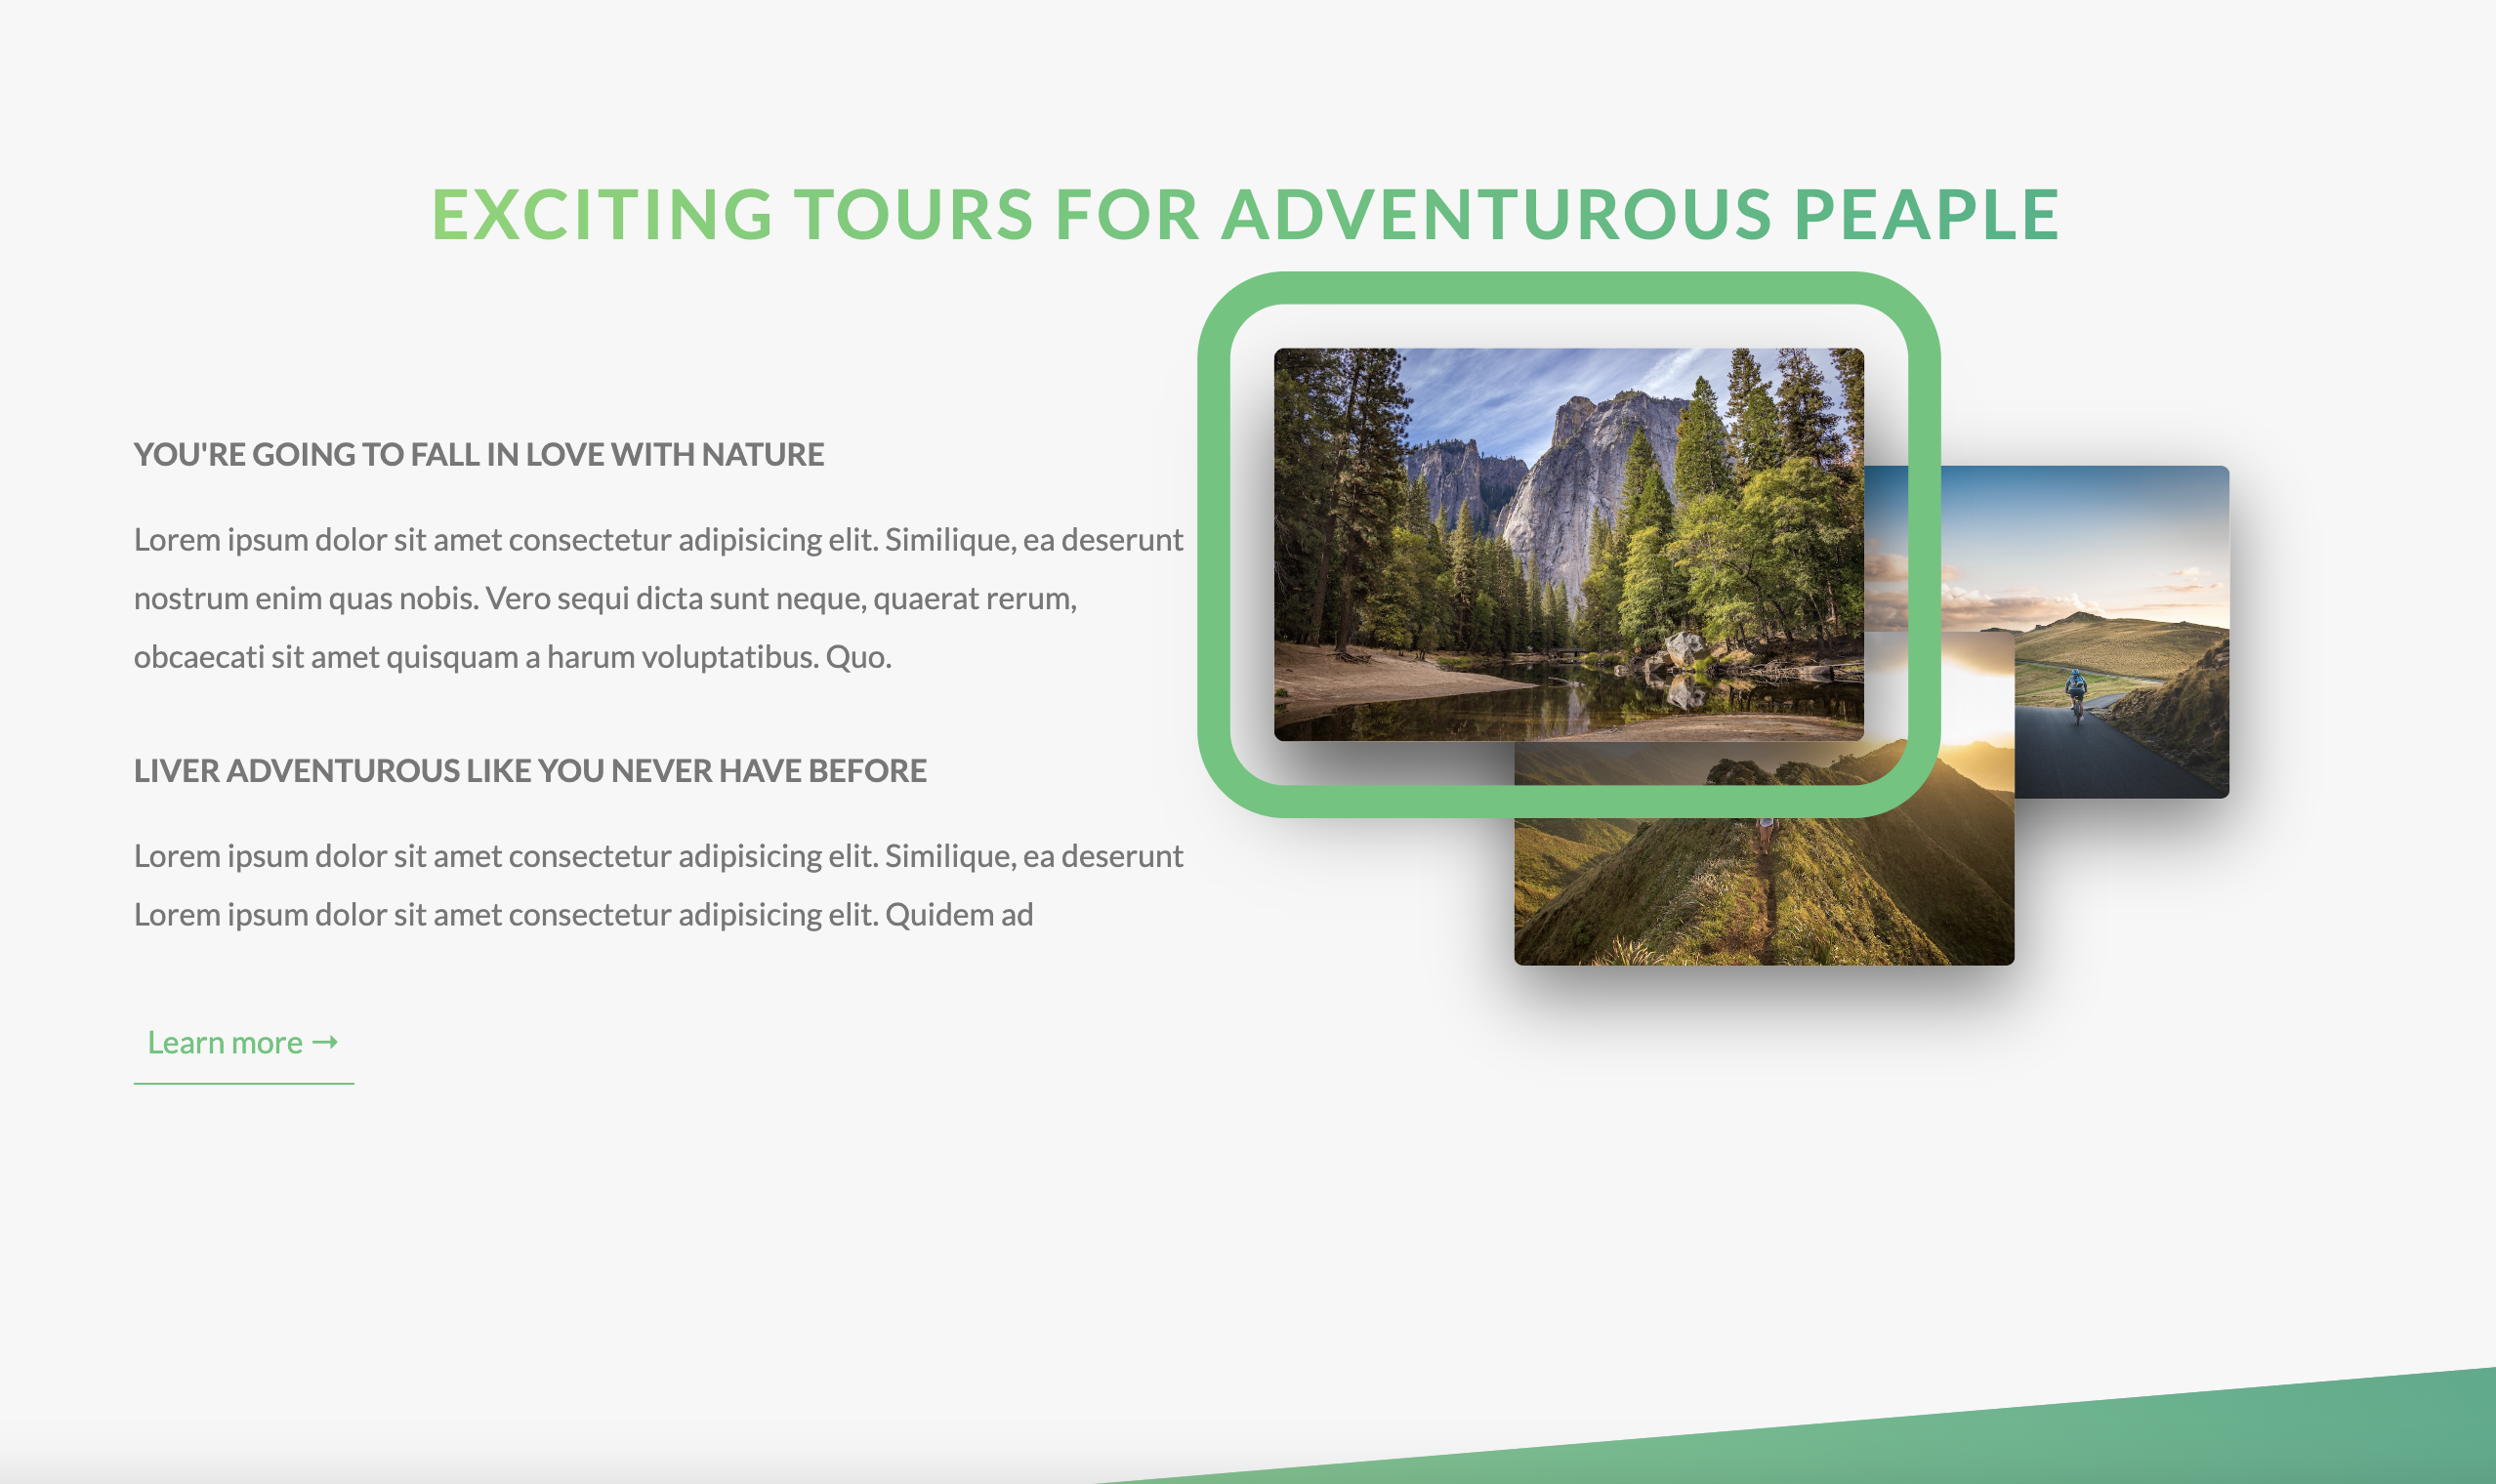 EXCITING TOURS FOR ADVENTUROUS PEAPLE
YOU'RE GOING TO FALL IN LOVE WITH NATURE
Lorem ipsum dolor sit amet consectetur adipisicing elit. Similique, ea deserunt
nostrum enim quas nobis. Vero sequi dicta sunt neque, quaerat rerum,
obcaecati sit amet quisquam a harum voluptatibus. Quo.
LIVER ADVENTUROUS LIKE YOU NEVER HAVE BEFORE
Lorem ipsum dolor sit amet consectetur adipisicing elit. Similique, ea deserunt
Lorem ipsum dolor sit amet consectetur adipisicing elit. Quidem ad
Learn more →